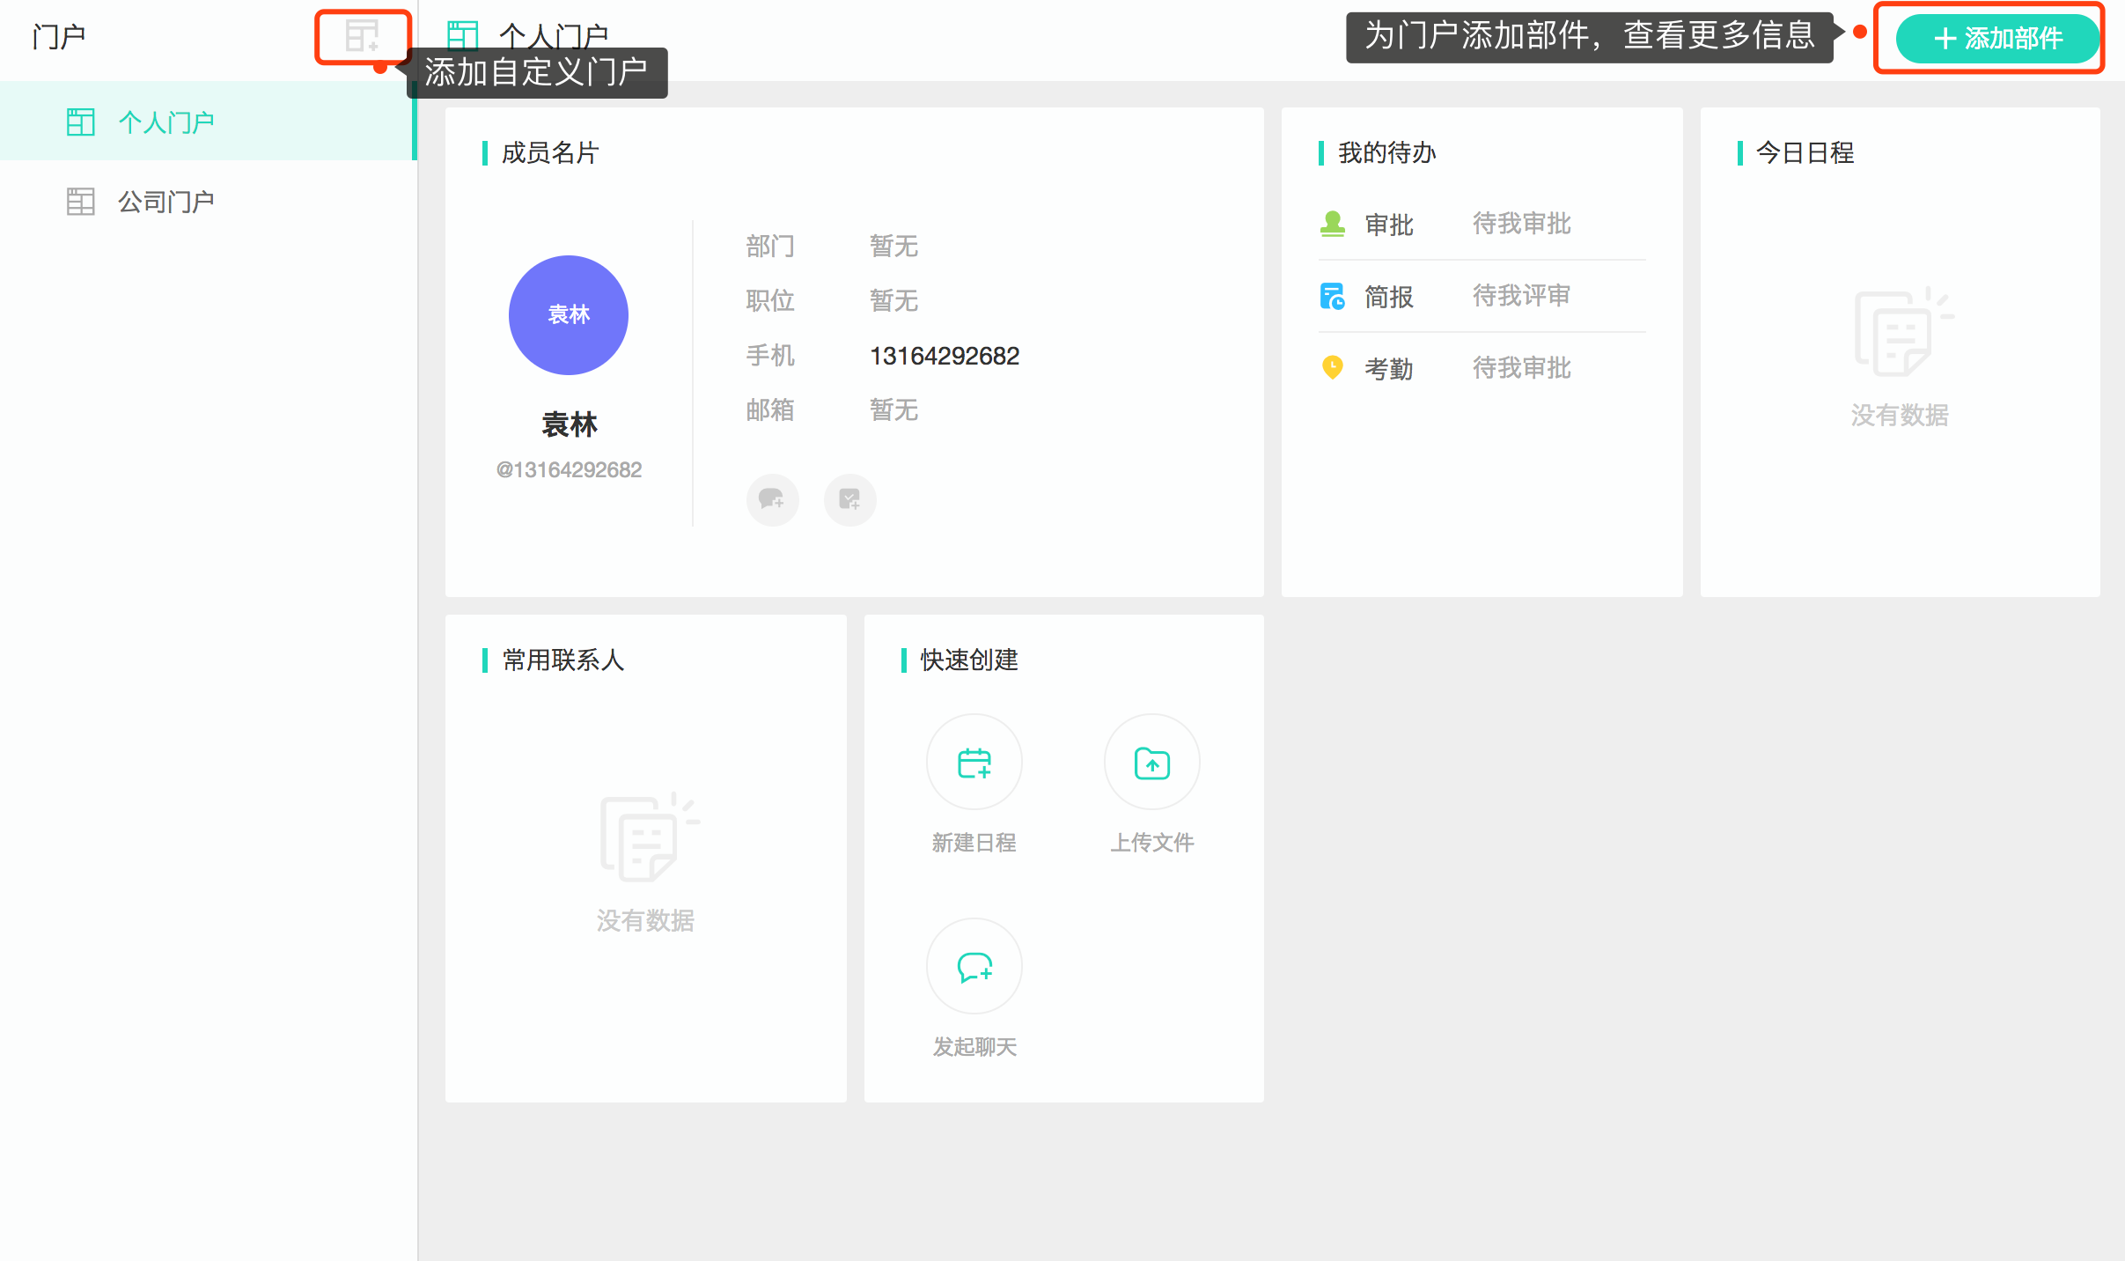 门户
个人门户
添加自定义门户
为门户添加部件，查看更多信息
+ 添加部件
个人门户
公司门户
成员名片
袁林
袁林
@13164292682
部门 暂无
职位 暂无
手机 13164292682
邮箱 暂无
我的待办
审批 待我审批
简报 待我评审
考勤 待我审批
今日日程
没有数据
常用联系人
没有数据
快速创建
新建日程
上传文件
发起聊天